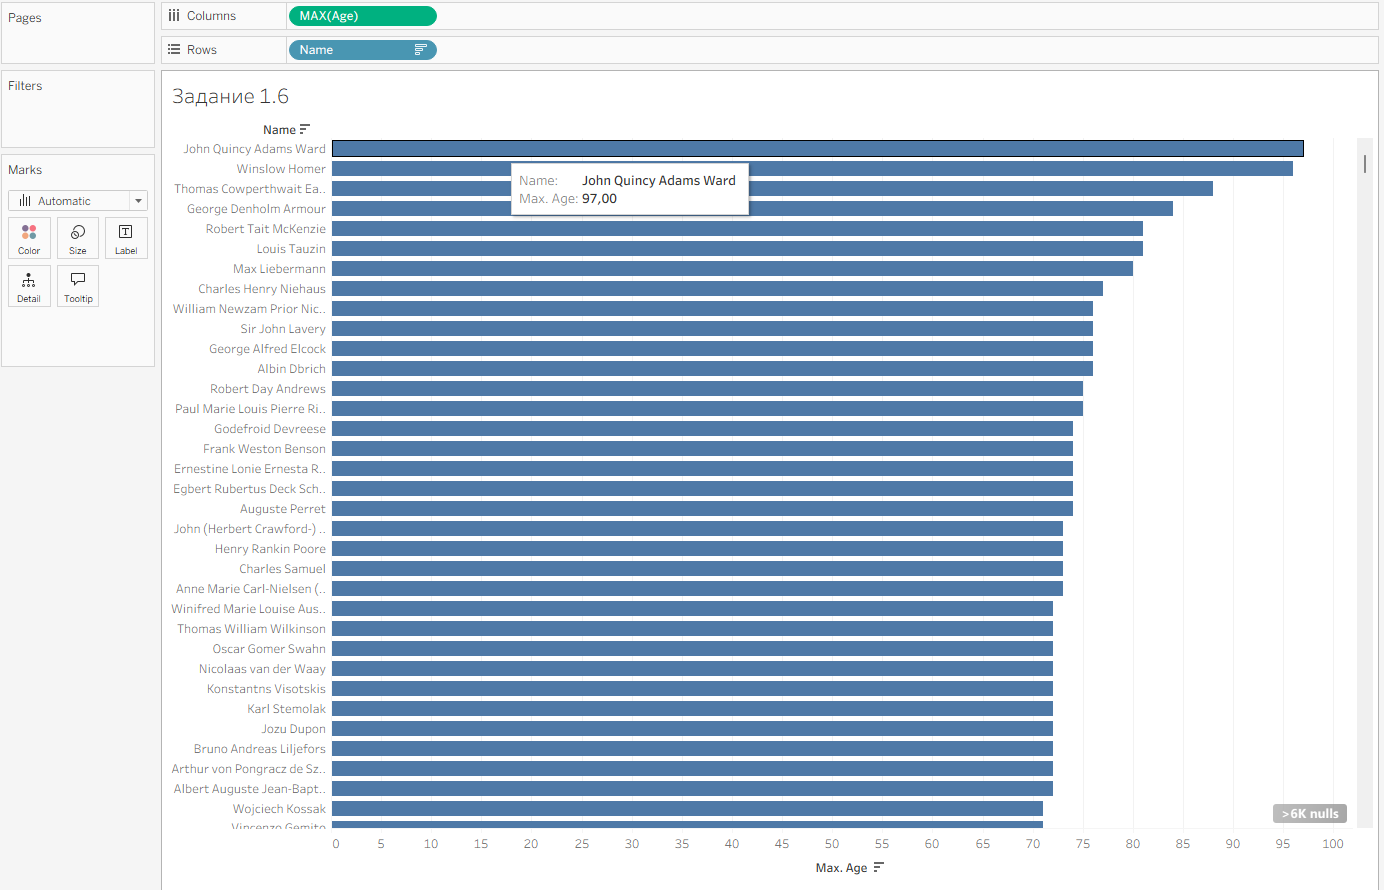 Pages
Columns
MAX(Age)
Rows
Name
Filters
Marks
Automatic
Color
Size
Label
Detail
Tooltip
Задание 1.6
Name
John Quincy Adams Ward
Winslow Homer
Thomas Cowperthwait Ea..
George Denholm Armour
Robert Tait McKenzie
Louis Tauzin
Max Liebermann
Charles Henry Niehaus
William Newzam Prior Nic..
Sir John Lavery
George Alfred Elcock
Albin Dbrich
Robert Day Andrews
Paul Marie Louis Pierre Ri..
Godefroid Devreese
Frank Weston Benson
Ernestine Lonie Ernesta R..
Egbert Rubertus Deck Sch..
Auguste Perret
John (Herbert Crawford-) ..
Henry Rankin Poore
Charles Samuel
Anne Marie Carl-Nielsen (..
Winifred Marie Louise Aus..
Thomas William Wilkinson
Oscar Gomer Swahn
Nicolaas van der Waay
Konstantns Visotskis
Karl Stemolak
Jozu Dupon
Bruno Andreas Liljefors
Arthur von Pongracz de Sz..
Albert Auguste Jean-Bapt..
Wojciech Kossak
Vincenzo Gemito
Name: John Quincy Adams Ward
Max. Age: 97,00
>6K nulls
0 5 10 15 20 25 30 35 40 45 50 55 60 65 70 75 80 85 90 95 100
Max. Age